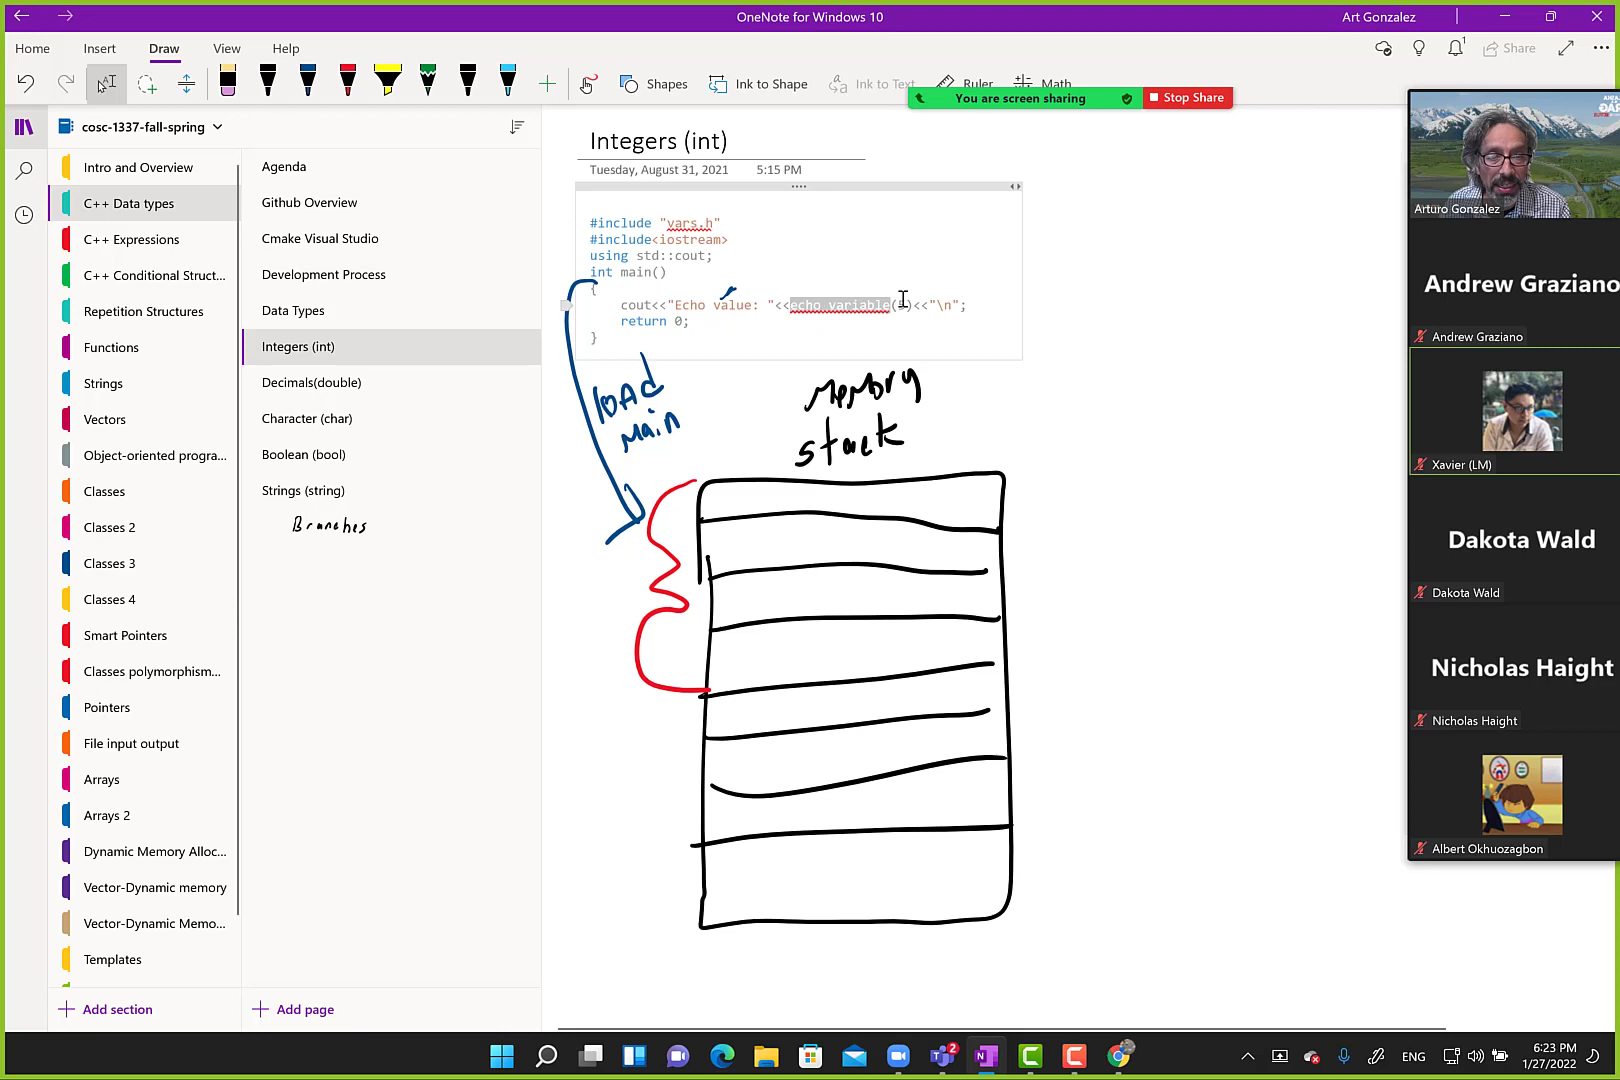 OneNote for Windows 10
Art Gonzalez
Home
Insert
Draw
View
Help
Share
Shapes
Ink to Shape
Ink to Text
Ruler
Math
You are screen sharing
Stop Share
cosc-1337-fall-spring
Intro and Overview
C++ Data types
C++ Expressions
C++ Conditional Struct...
Repetition Structures
Functions
Strings
Vectors
Object-oriented progra...
Classes
Classes 2
Classes 3
Classes 4
Smart Pointers
Classes polymorphism...
Pointers
File input output
Arrays
Arrays 2
Dynamic Memory Alloc...
Vector-Dynamic memory
Vector-Dynamic Memo...
Templates
Add section
Agenda
Github Overview
Cmake Visual Studio
Development Process
Data Types
Integers (int)
Decimals(double)
Character (char)
Boolean (bool)
Strings (string)
Branches
Add page
Integers (int)
Tuesday, August 31, 2021 5:15 PM
#include "vars.h"
#include<iostream>
using std::cout;
int main()
{
cout<<"Echo value: "<<echo_variable(5)<<"\n";
return 0;
}
load
main
Memory
stack
Arturo Gonzalez
Andrew Graziano
Andrew Graziano
Xavier (LM)
Dakota Wald
Dakota Wald
Nicholas Haight
Nicholas Haight
Albert Okhuozagbon
2
ENG
6:23 PM
1/27/2022